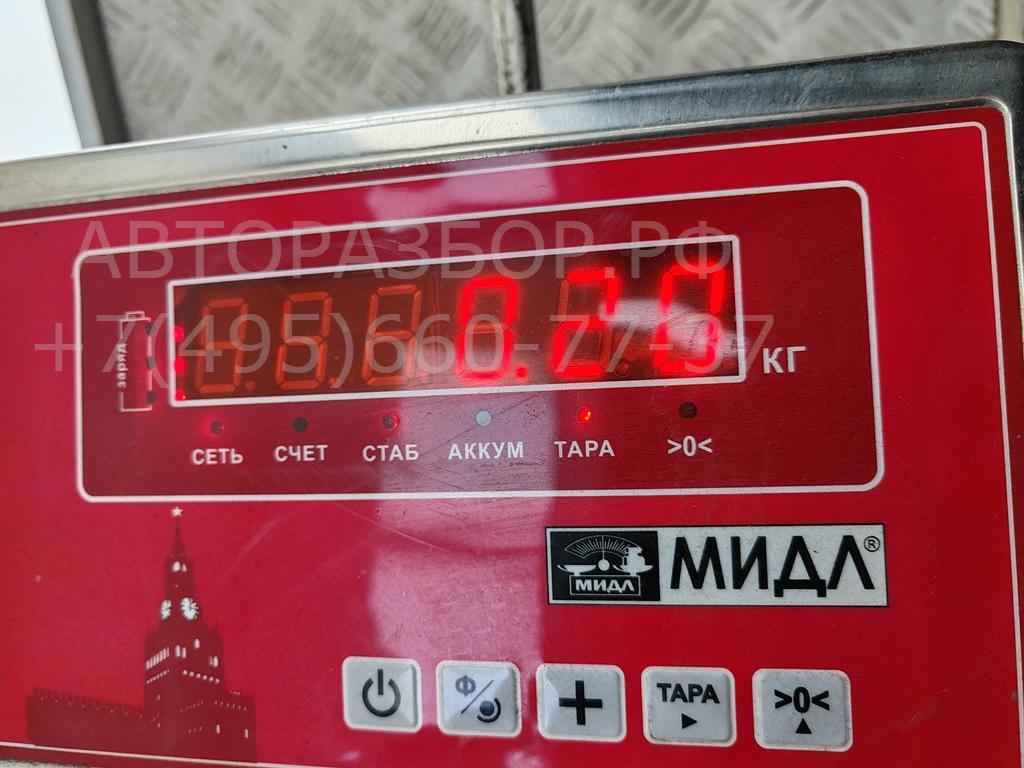 АВТОРАЗБОР.РФ
0.20
+7(495)660-77-37
КГ
заряд
СЕТЬ СЧЕТ СТАБ АККУМ ТАРА >0<
МИДЛ МИДЛ®
Ф ТАРА >0<